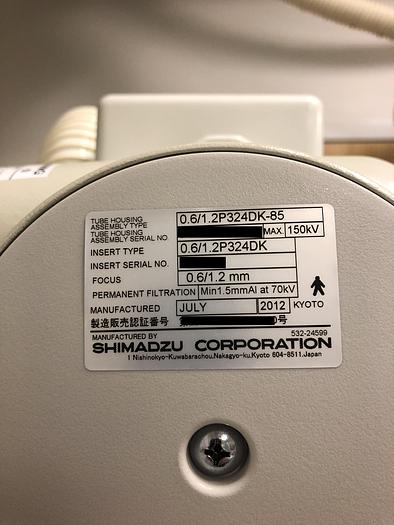 TUBE HOUSING ASSEMBLY TYPE 0.6/1.2P324DK-85
TUBE HOUSING ASSEMBLY SERIAL NO. MAX. 150kV
INSERT TYPE 0.6/1.2P324DK
INSERT SERIAL NO.
FOCUS 0.6/1.2 mm
PERMANENT FILTRATION Min1.5mmAl at 70kV
MANUFACTURED JULY 2012 KYOTO
製造販売認証番号 号
MANUFACTURED BY 532-24599
SHIMADZU CORPORATION
1 Nishinokyo-Kuwabarachou,Nakagyo-ku,Kyoto 604-8511,Japan